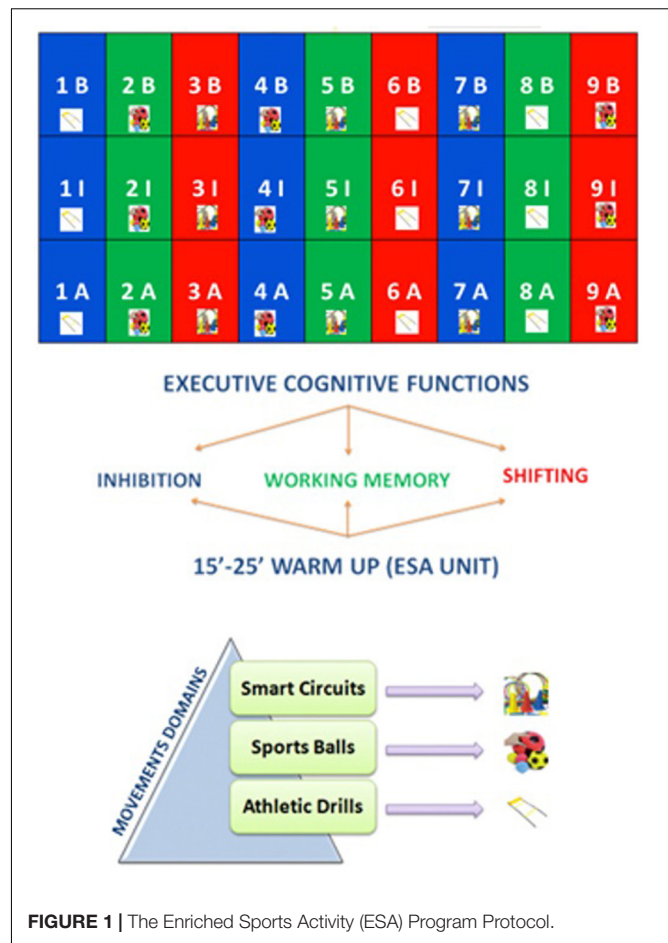 1 B 2 B 3 B 4 B 5 B 6 B 7 B 8 B 9 B
1 I 2 I 3 I 4 I 5 I 6 I 7 I 8 I 9 I
1 A 2 A 3 A 4 A 5 A 6 A 7 A 8 A 9 A
EXECUTIVE COGNITIVE FUNCTIONS
INHIBITION WORKING MEMORY SHIFTING
15’-25’ WARM UP (ESA UNIT)
MOVEMENTS DOMAINS
Smart Circuits
Sports Balls
Athletic Drills
FIGURE 1 | The Enriched Sports Activity (ESA) Program Protocol.